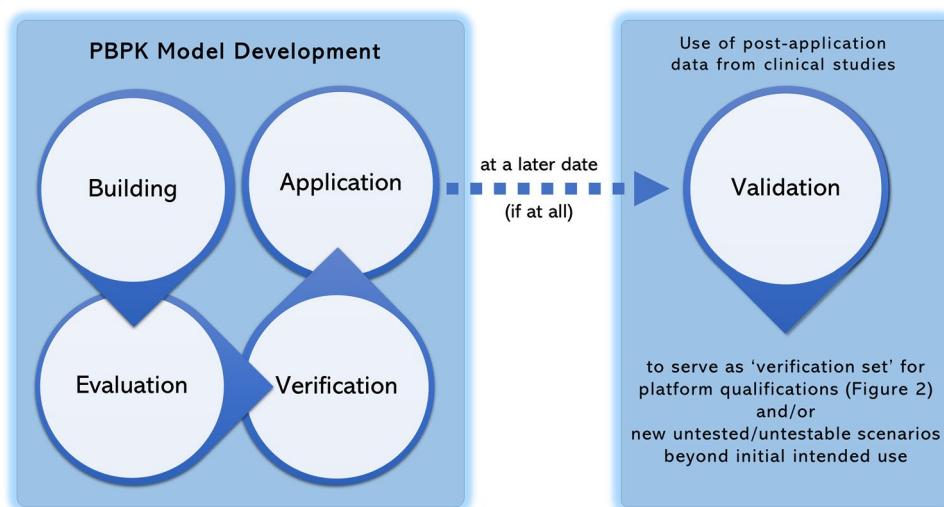 PBPK Model Development
Building
Application
Evaluation
Verification
at a later date
(if at all)
Use of post-application
data from clinical studies
Validation
to serve as ‘verification set’ for
platform qualifications (Figure 2)
and/or
new untested/untestable scenarios
beyond initial intended use